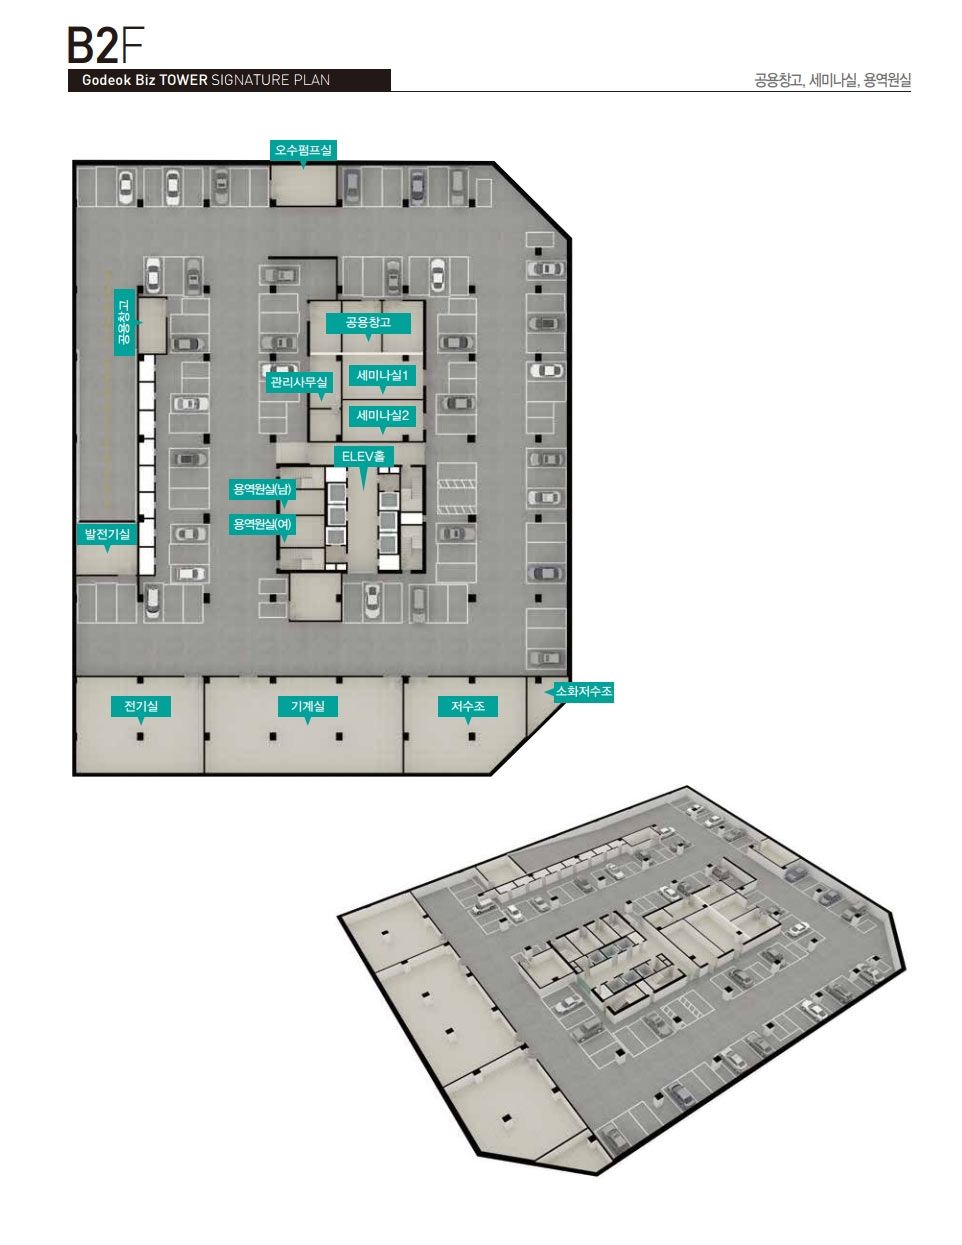 B2F
Godeok Biz TOWER SIGNATURE PLAN
공용창고, 세미나실, 용역원실
오수펌프실
공용창고
공용창고
관리사무실
세미나실1
세미나실2
ELEV홀
용역원실(남)
용역원실(여)
발전기실
소화저수조
전기실
기계실
저수조